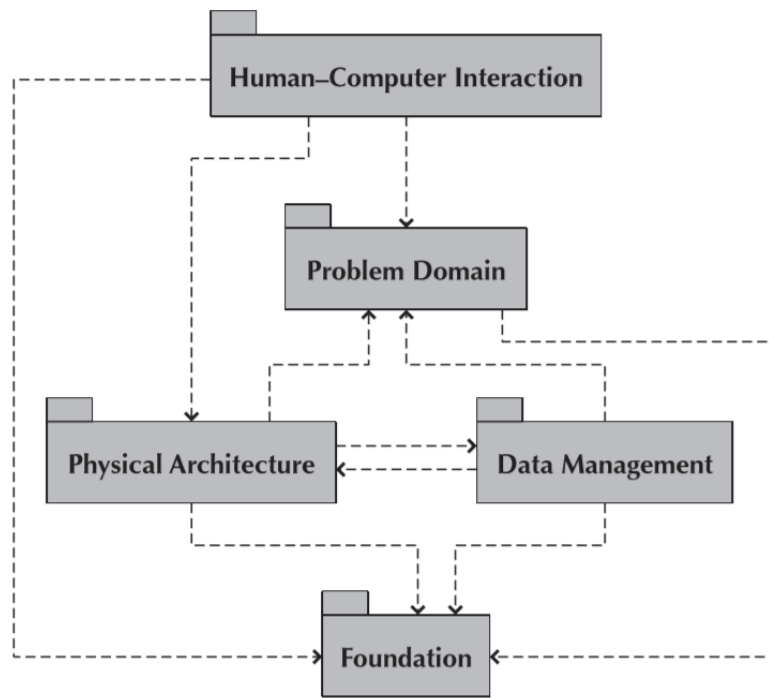 Human–Computer Interaction
Problem Domain
Physical Architecture
Data Management
Foundation